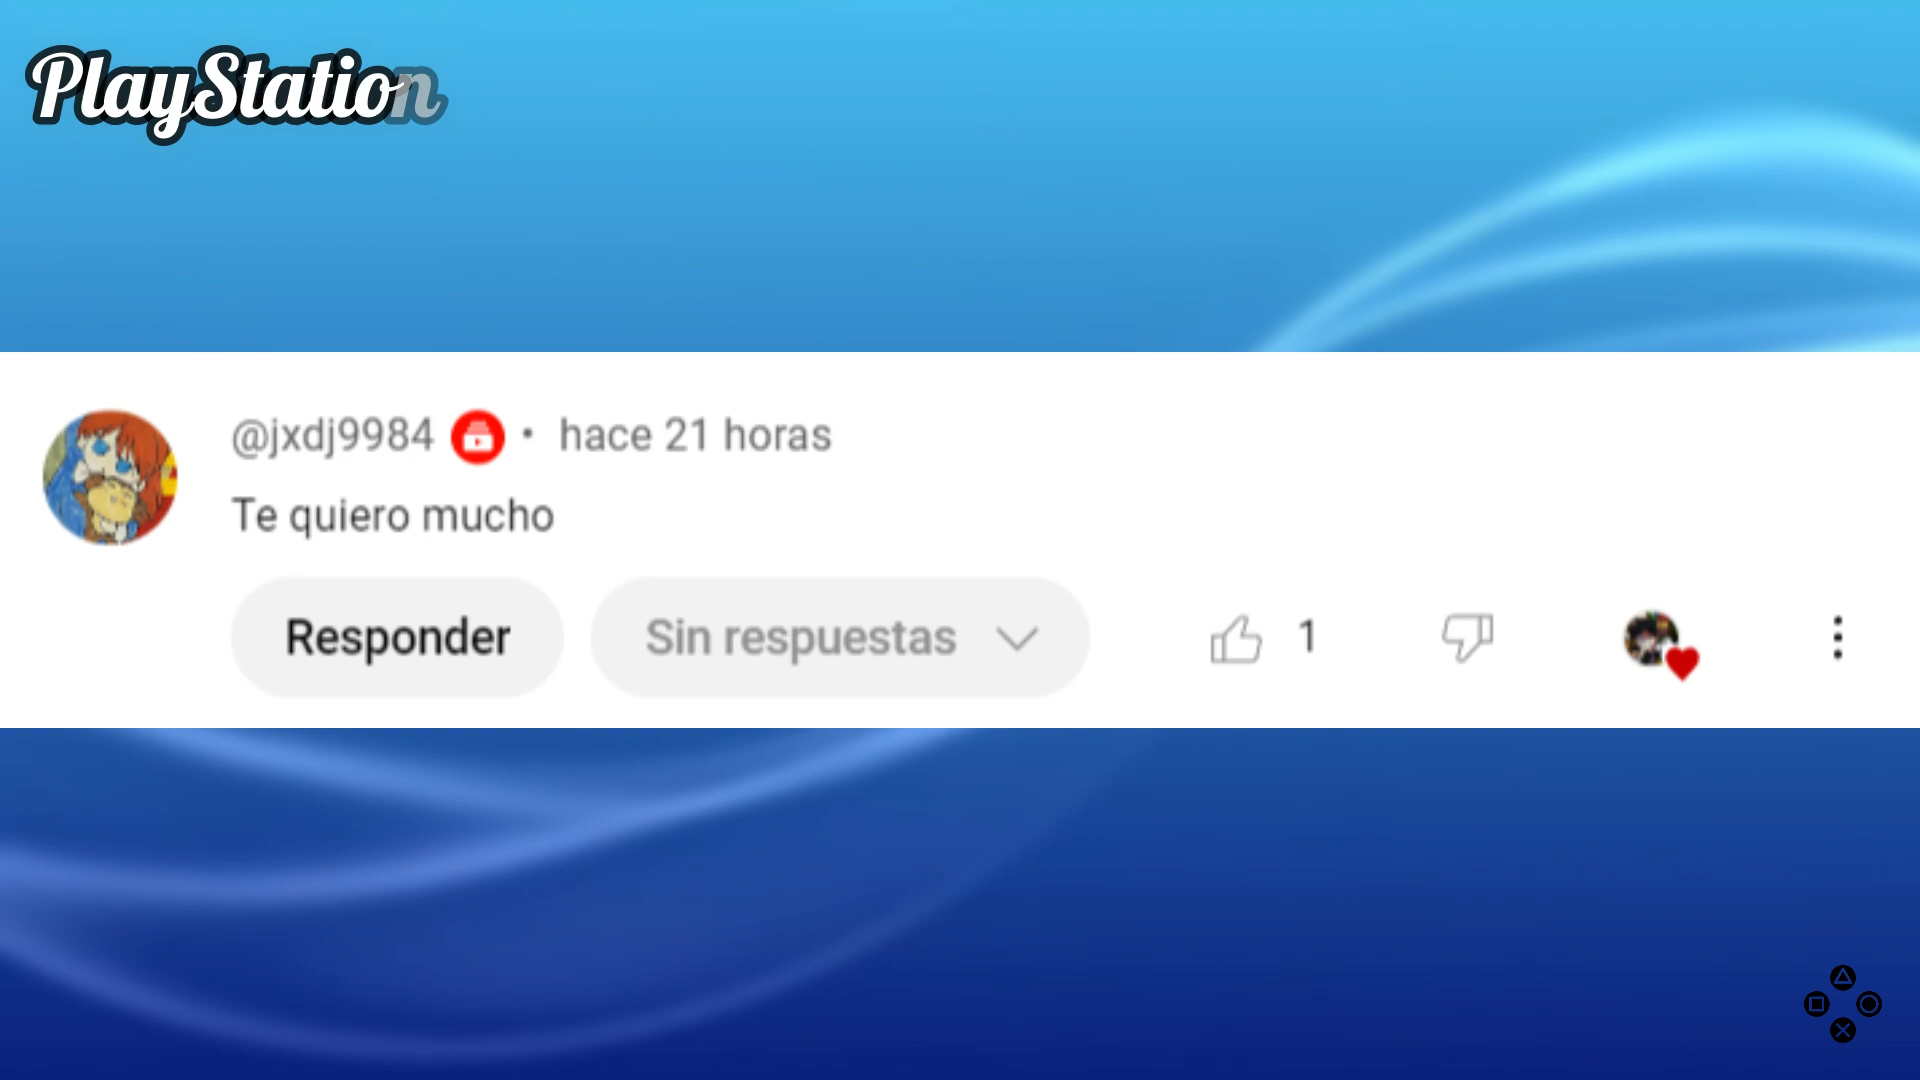 PlayStation
@jxdj9984 • hace 21 horas
Te quiero mucho
Responder
Sin respuestas
1